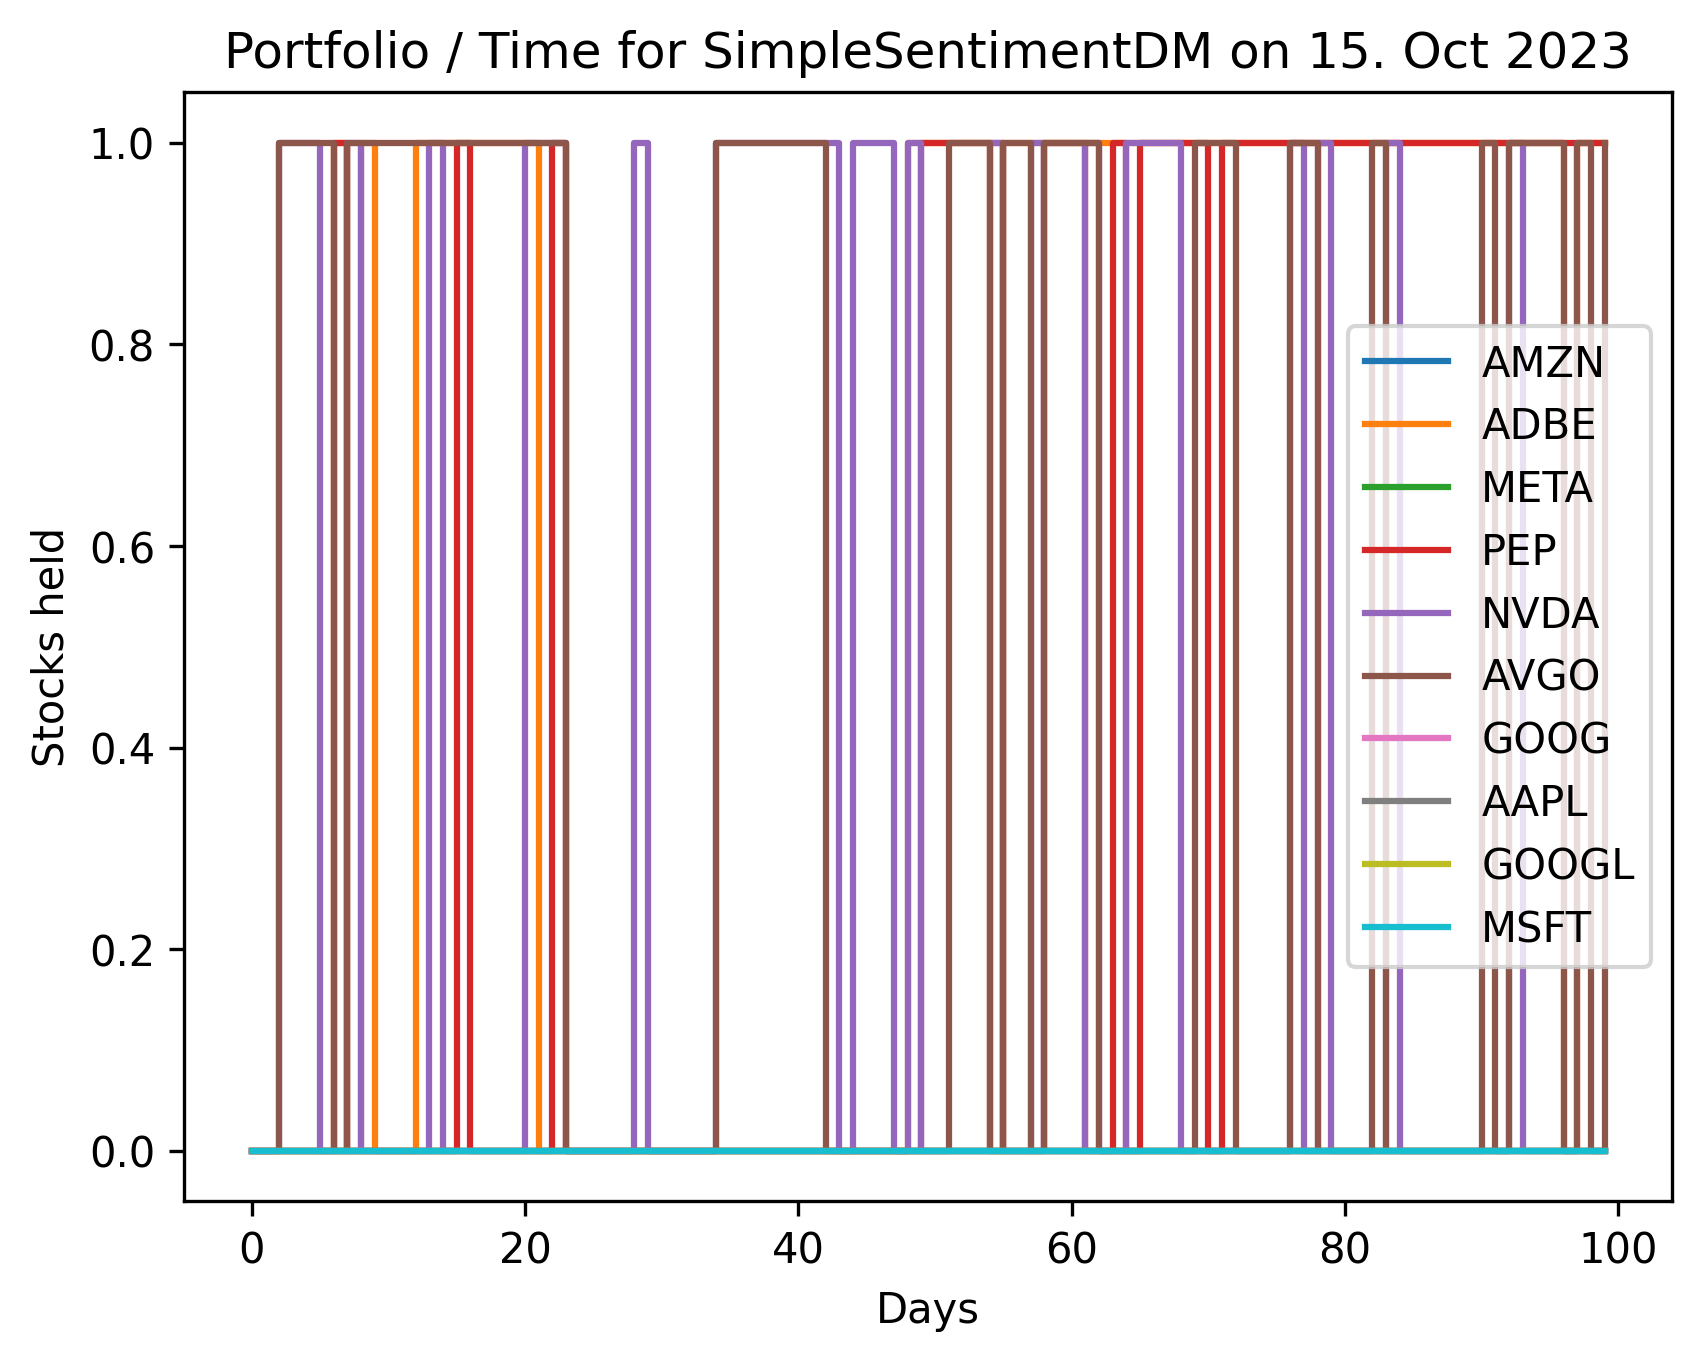 Portfolio / Time for SimpleSentimentDM on 15. Oct 2023
1.0
0.8
0.6
0.4
0.2
0.0
Stocks held
AMZN
ADBE
META
PEP
NVDA
AVGO
GOOG
AAPL
GOOGL
MSFT
0 20 40 60 80 100
Days